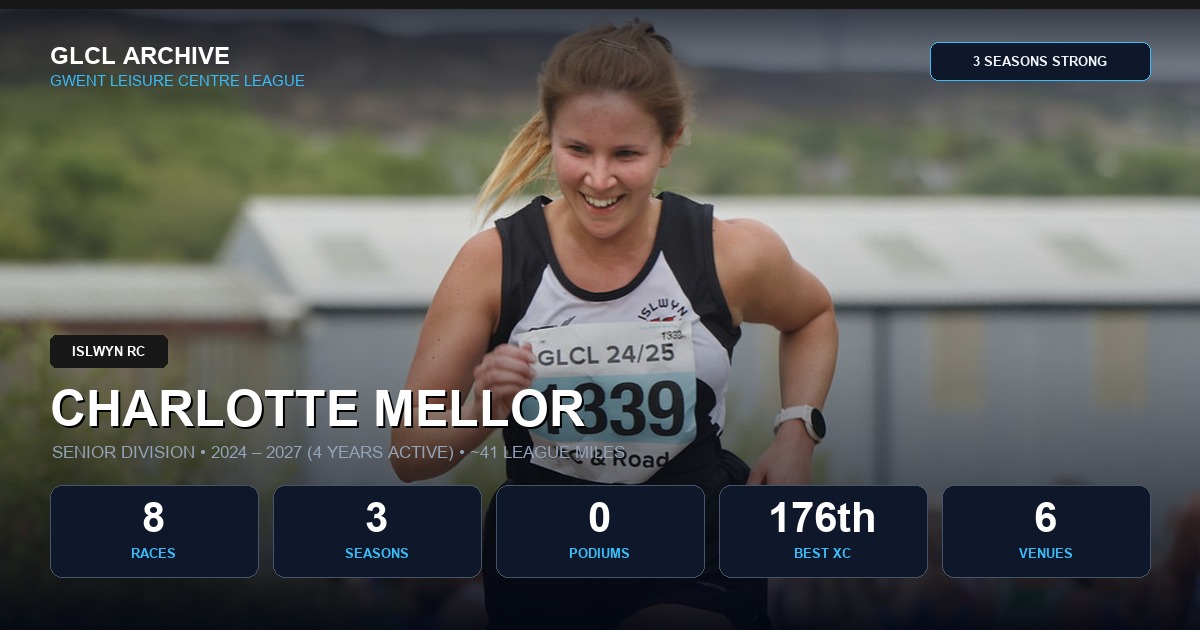 GLCL ARCHIVE
GWENT LEISURE CENTRE LEAGUE
3 SEASONS STRONG
ISLWYN
1339
GLCL 24/25
1339
& Road
ISLWYN RC
CHARLOTTE MELLOR
SENIOR DIVISION • 2024 – 2027 (4 YEARS ACTIVE) • ~41 LEAGUE MILES
8
RACES
3
SEASONS
0
PODIUMS
176th
BEST XC
6
VENUES